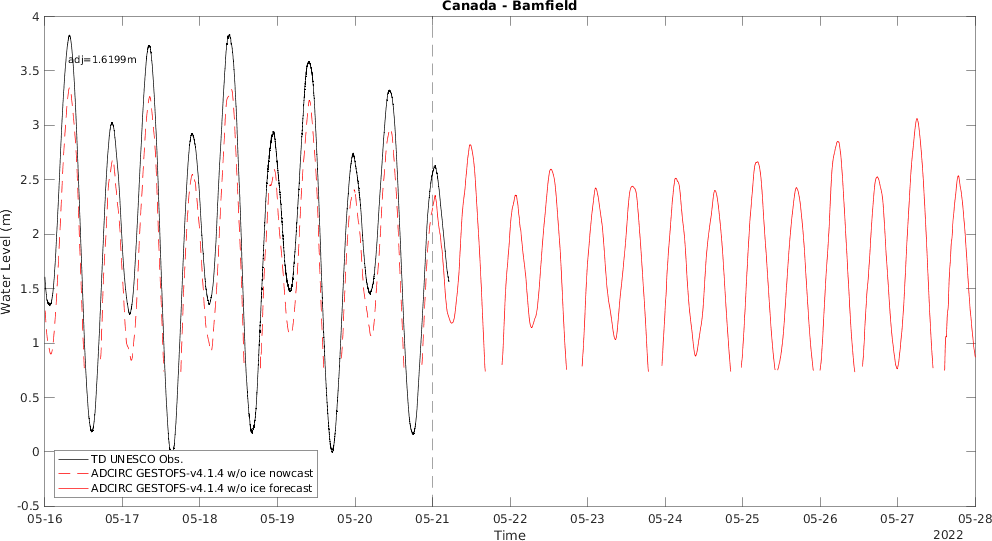 Canada - Bamfield
adj=1.6199m
Water Level (m)
4
3.5
3
2.5
2
1.5
1
0.5
0
-0.5
TD UNESCO Obs.
ADCIRC GESTOFS-v4.1.4 w/o ice nowcast
ADCIRC GESTOFS-v4.1.4 w/o ice forecast
05-16 05-17 05-18 05-19 05-20 05-21 05-22 05-23 05-24 05-25 05-26 05-27 05-28
Time
2022